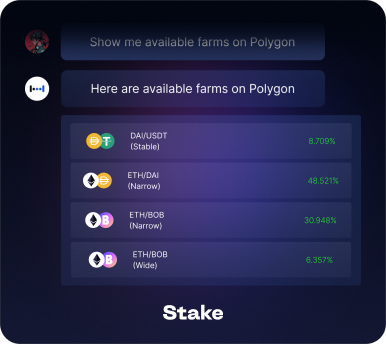 Show me available farms on Polygon
Here are available farms on Polygon
DAI/USDT
(Stable)
8.709%
ETH/DAI
(Narrow)
48.521%
ETH/BOB
(Narrow)
30.948%
ETH/BOB
(Wide)
6.357%
Stake